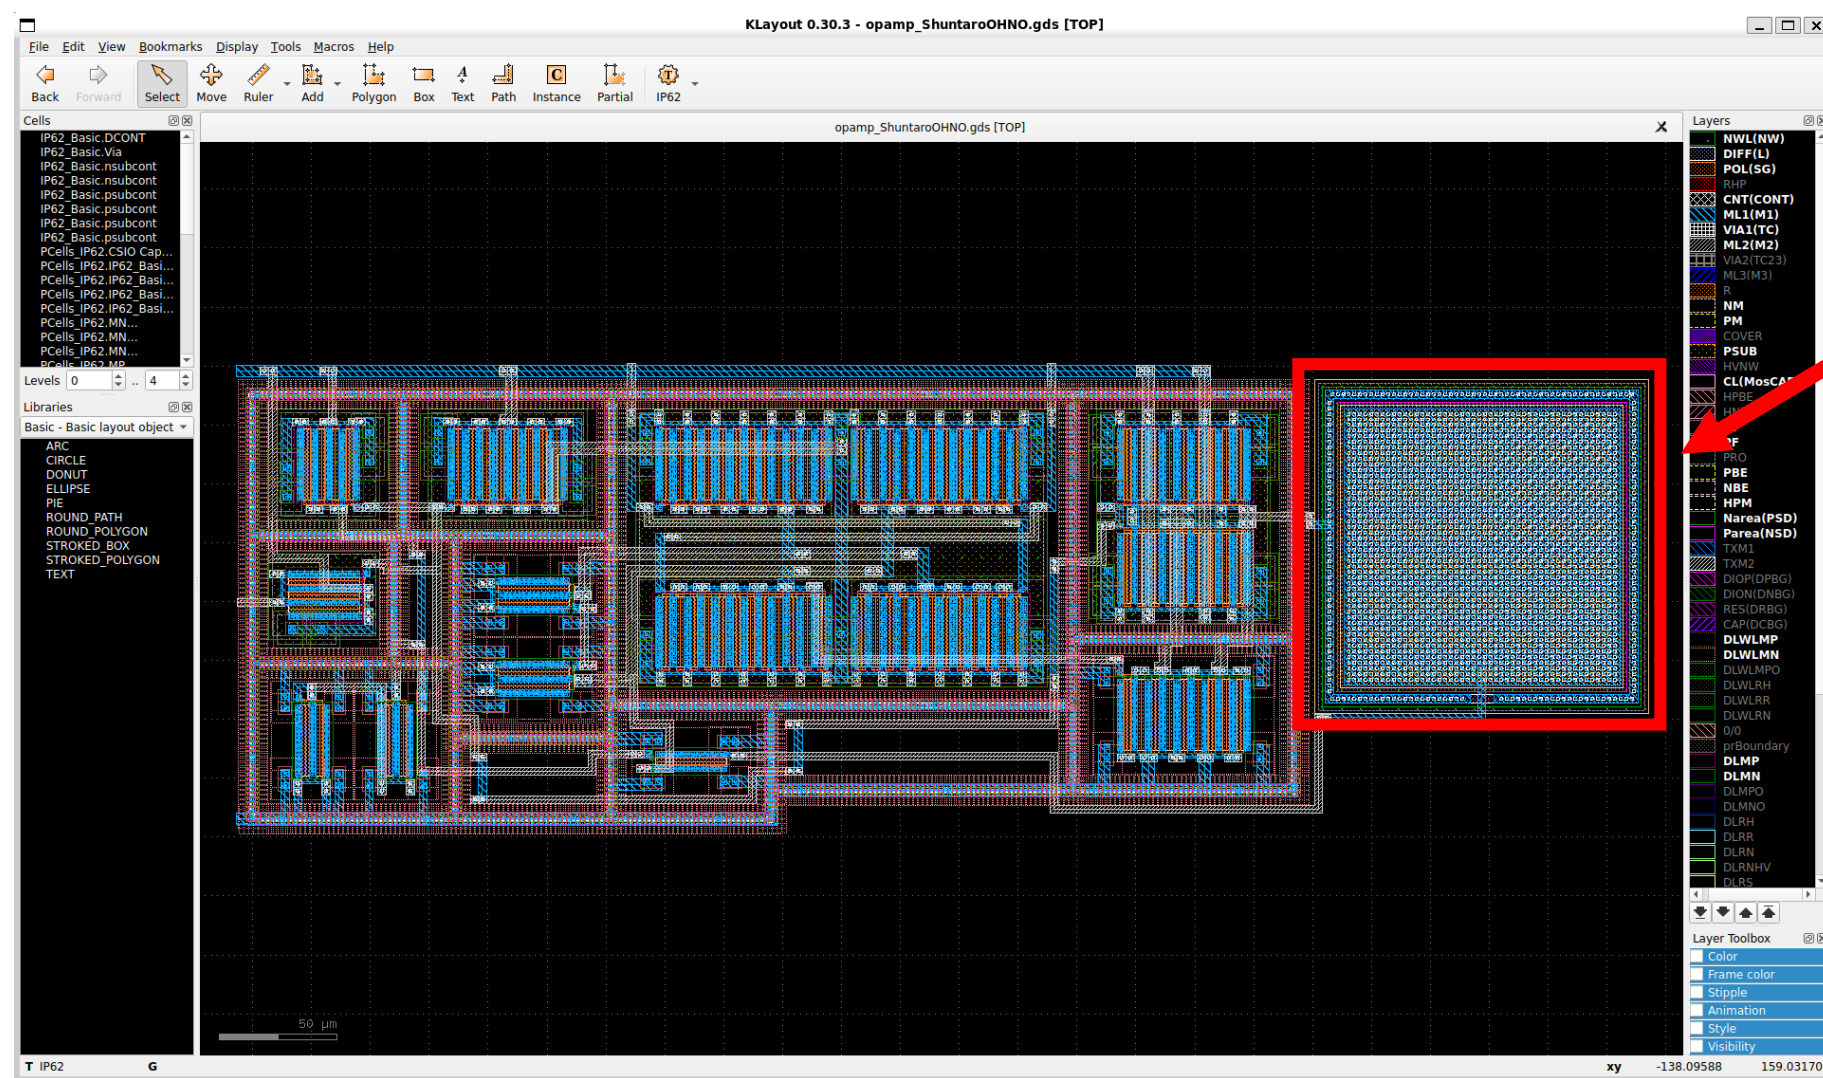 KLayout 0.30.3 - opamp_ShuntaroOHNO.gds [TOP]
File Edit View Bookmarks Display Tools Macros Help
Back Forward Select Move Ruler Add Polygon Box Text Path Instance Partial IP62
Cells
IP62_Basic.DCONT
IP62_Basic.Via
IP62_Basic.nsubcont
IP62_Basic.nsubcont
IP62_Basic.psubcont
IP62_Basic.psubcont
IP62_Basic.psubcont
IP62_Basic.psubcont
PCells_IP62.CSIO Cap...
PCells_IP62.IP62_Basi...
PCells_IP62.IP62_Basi...
PCells_IP62.IP62_Basi...
PCells_IP62.IP62_Basi...
PCells_IP62.MN...
PCells_IP62.MN...
PCells_IP62.MN...
PCells_IP62.MP
Levels 0 .. 4
Libraries
Basic - Basic layout object
ARC
CIRCLE
DONUT
ELLIPSE
PIE
ROUND_PATH
ROUND_POLYGON
STROKED_BOX
STROKED_POLYGON
TEXT
opamp_ShuntaroOHNO.gds [TOP]
50 μm
Layers
NWL(NW)
DIFF(L)
POL(SG)
RHP
CNT(CONT)
ML1(M1)
VIA1(TC)
ML2(M2)
VIA2(TC23)
ML3(M3)
R
NM
PM
COVER
PSUB
HVNW
CL(MosCAP
HPBE
PRO
PBE
NBE
HPM
Narea(PSD)
Parea(NSD)
TXM1
TXM2
DIOP(DPBG)
DION(DNBG)
RES(DRBG)
CAP(DCBG)
DLWLMP
DLWLMN
DLWLMPO
DLWLRH
DLWLRR
DLWLRN
0/0
prBoundary
DLMP
DLMN
DLMPO
DLMNO
DLRH
DLRR
DLRN
DLRNHV
DLRS
Layer Toolbox
Color
Frame color
Stipple
Animation
Style
Visibility
T IP62 G xy -138.09588 159.03170